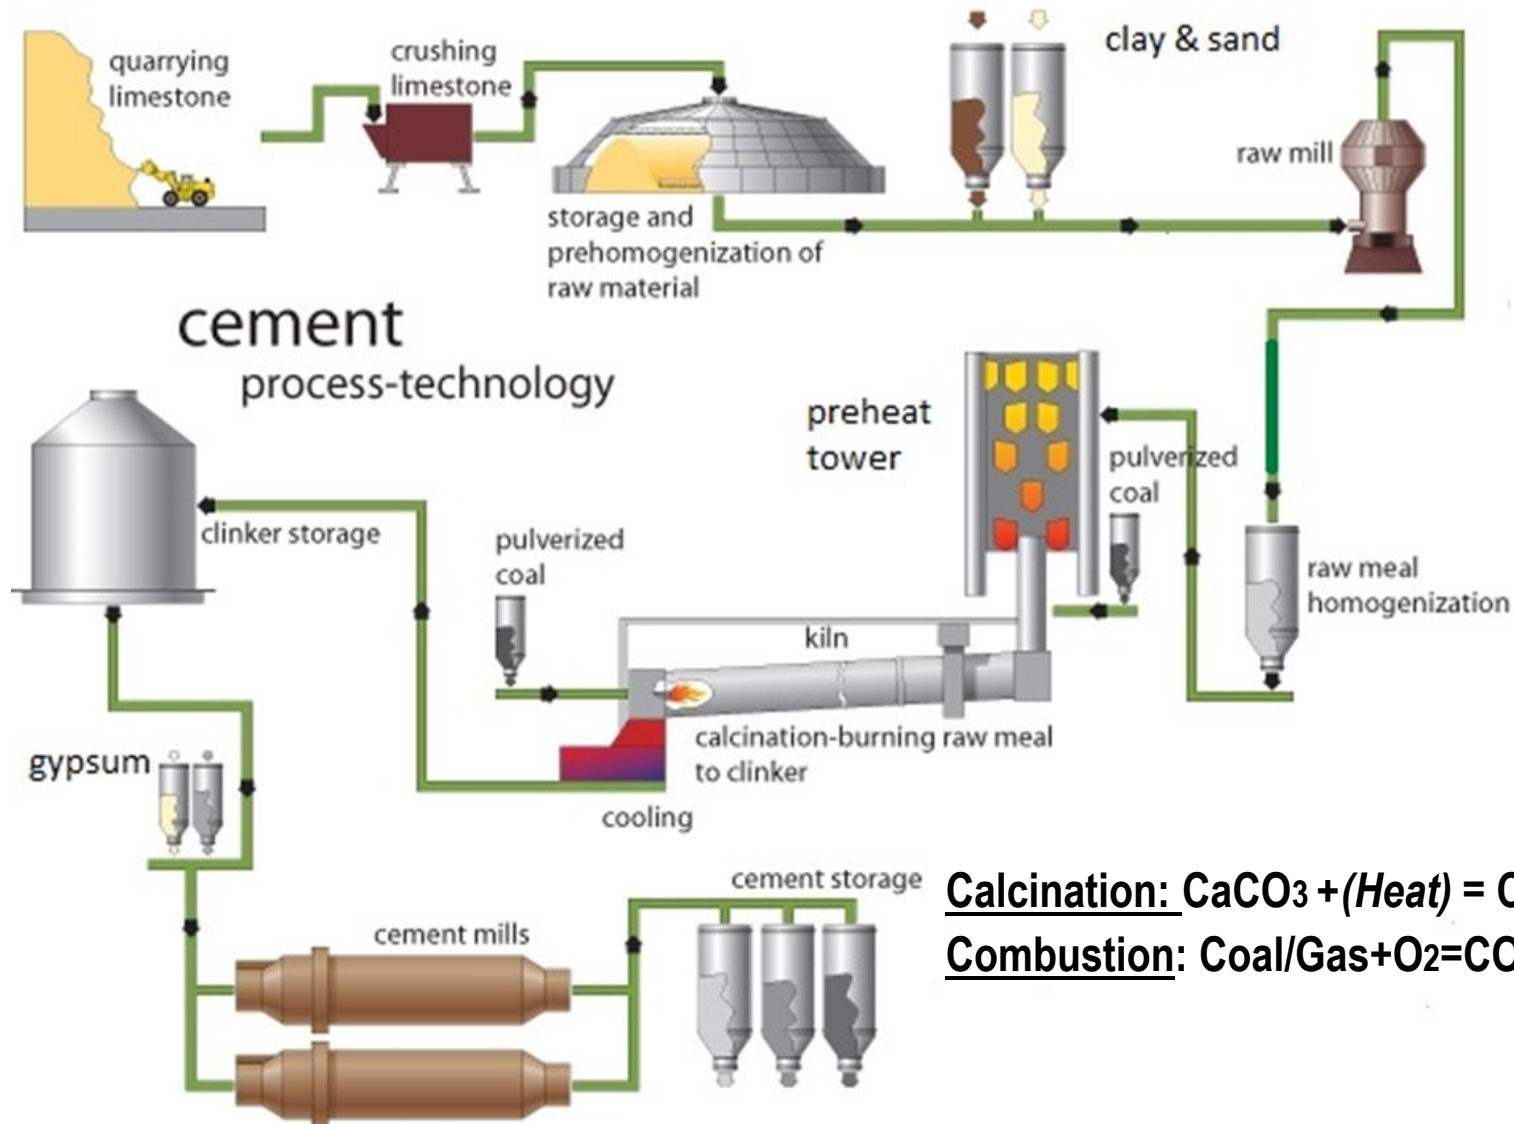 quarrying
limestone
crushing
limestone
clay & sand
raw mill
storage and
prehomogenization of
raw material
cement
process-technology
preheat
tower
pulverized
coal
clinker storage
pulverized
coal
raw meal
homogenization
kiln
calcination-burning raw meal
to clinker
gypsum
cooling
cement storage
cement mills
Calcination: CaCO3 +(Heat) = C
Combustion: Coal/Gas+O2=CO